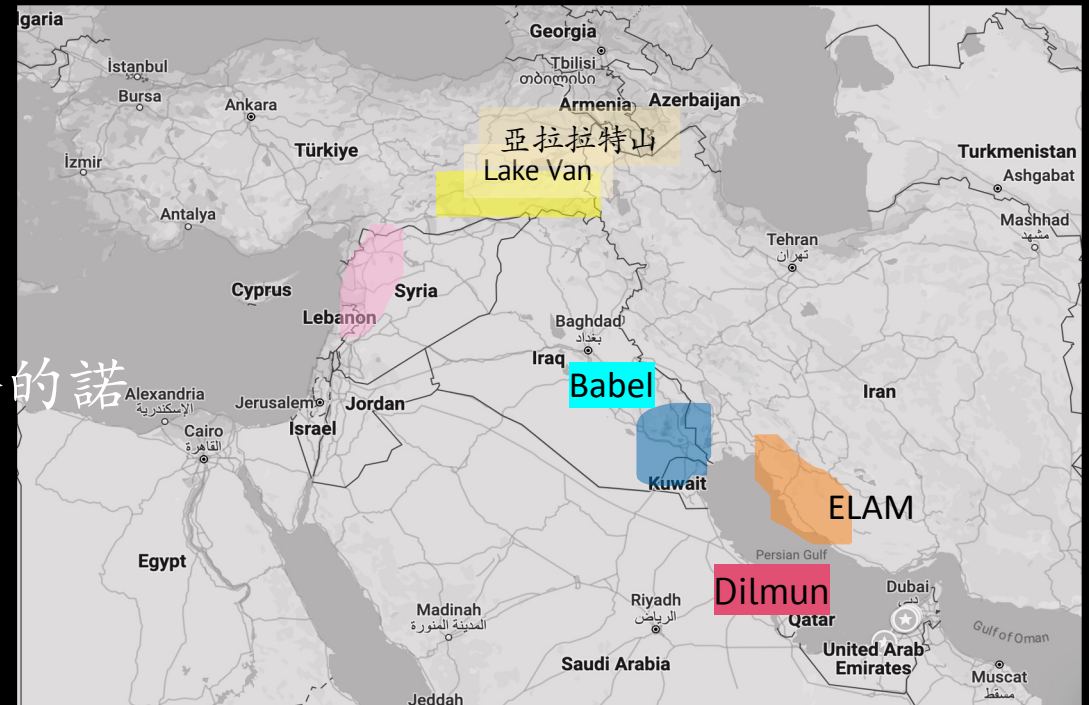 lgaria
Georgia
İstanbul
Tbilisi
თბილისი
Bursa
Ankara
Armenia
Azerbaijan
亞拉拉特山
Türkiye
Lake Van
İzmir
Turkmenistan
Ashgabat
Antalya
Mashhad
مشهد
Tehran
تهران
Cyprus
Syria
Lebanon
Baghdad
بغداد
Iraq
Babel
的諾
Alexandria
الإسكندرية
Jerusalem
Jordan
Iran
Israel
Cairo
القاهرة
Kuwait
ELAM
Persian Gulf
Egypt
Dilmun
Dubai
دبي
Riyadh
الرياض
Qatar
Madinah
المدينة المنورة
Gulf of Oman
United Arab
Emirates
Saudi Arabia
Muscat
مسقط
Jeddah